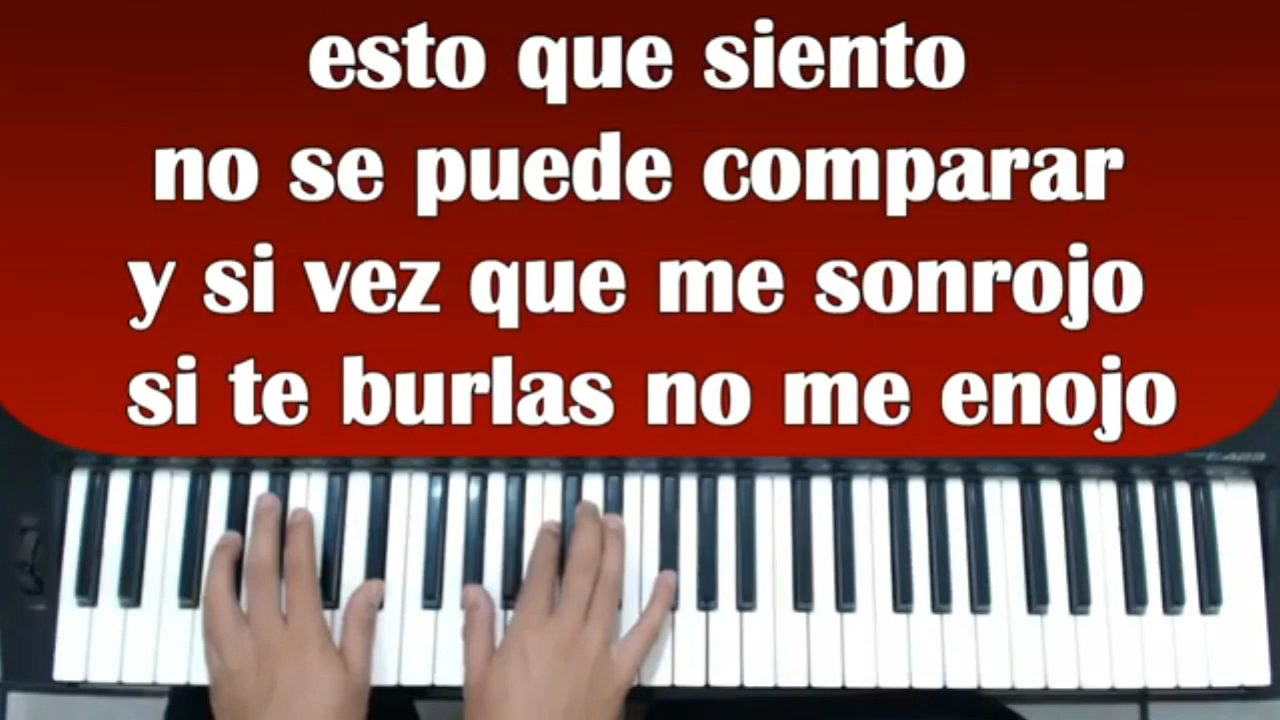 esto que siento
no se puede comparar
y si vez que me sonrojo
si te burlas no me enojo